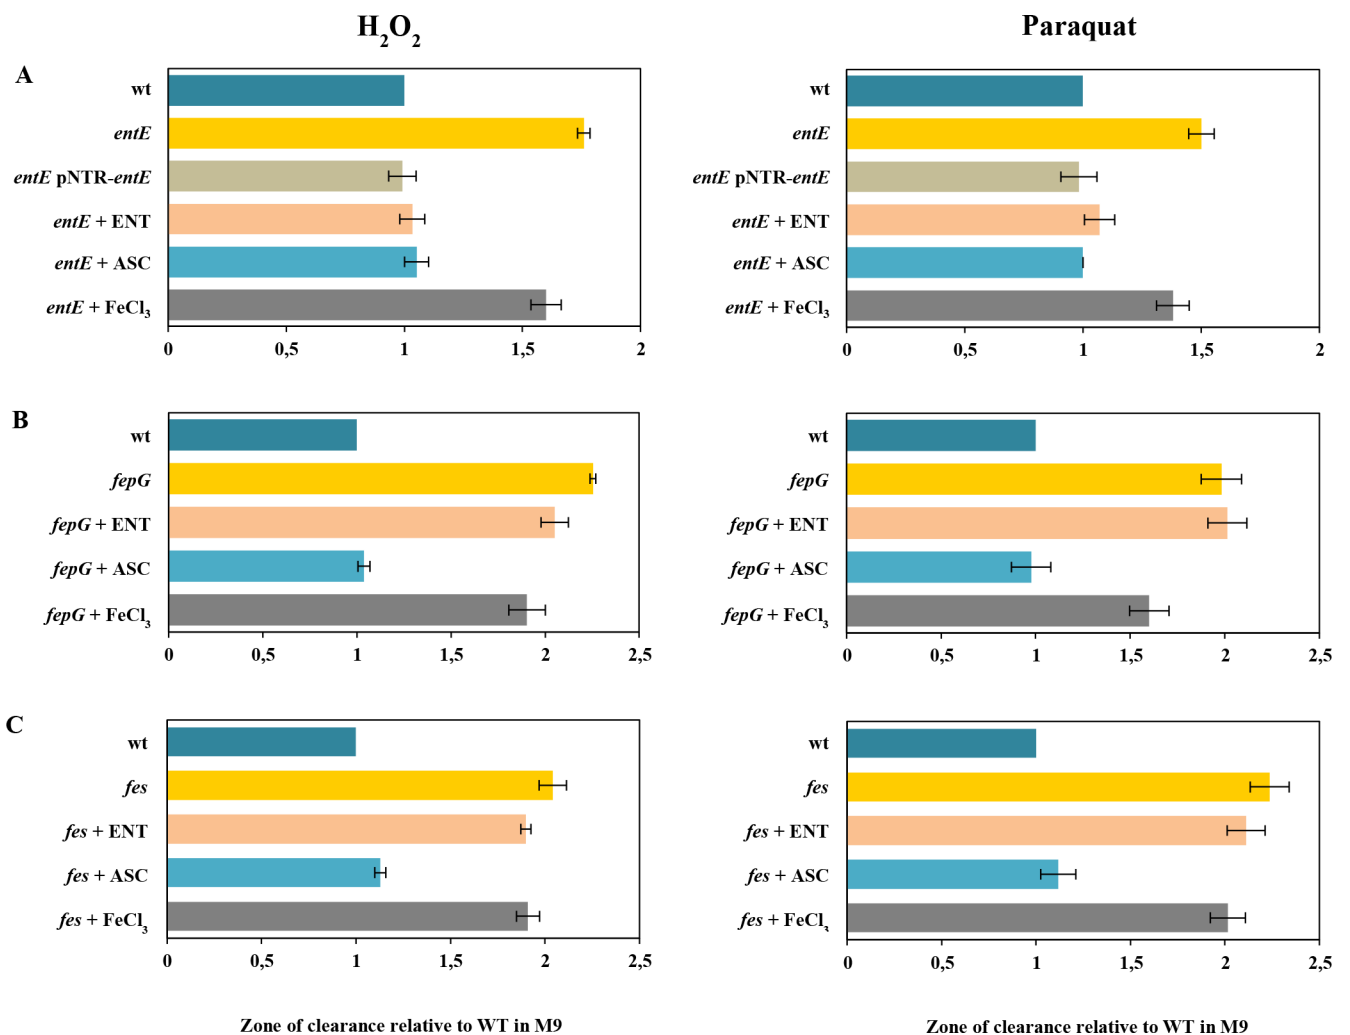 H2O2
Paraquat
A
wt
entE
entE pNTR-entE
entE + ENT
entE + ASC
entE + FeCl3
0 0,5 1 1,5 2
wt
entE
entE pNTR-entE
entE + ENT
entE + ASC
entE + FeCl3
0 0,5 1 1,5 2
B
wt
fepG
fepG + ENT
fepG + ASC
fepG + FeCl3
0 0,5 1 1,5 2 2,5
wt
fepG
fepG + ENT
fepG + ASC
fepG + FeCl3
0 0,5 1 1,5 2 2,5
C
wt
fes
fes + ENT
fes + ASC
fes + FeCl3
0 0,5 1 1,5 2 2,5
wt
fes
fes + ENT
fes + ASC
fes + FeCl3
0 0,5 1 1,5 2 2,5
Zone of clearance relative to WT in M9
Zone of clearance relative to WT in M9